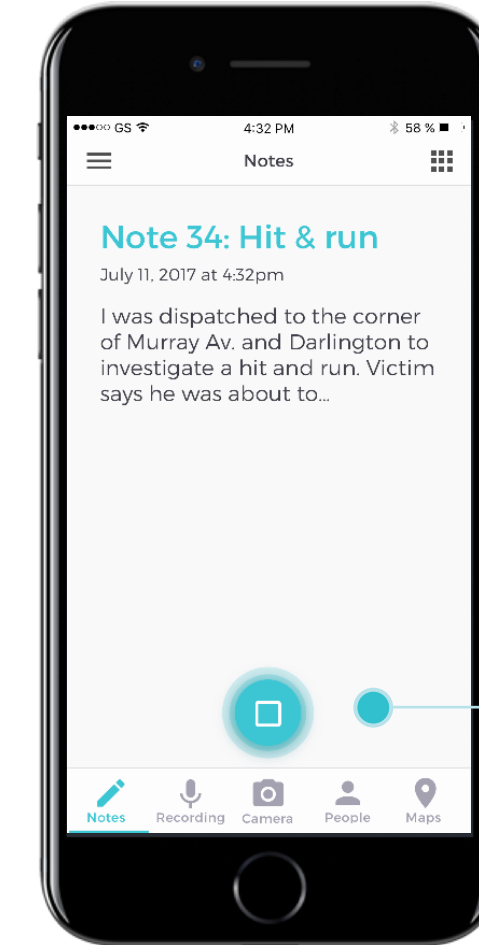 GS 4:32 PM 58 %
Notes
Note 34: Hit & run
July 11, 2017 at 4:32pm
I was dispatched to the corner
of Murray Av. and Darlington to
investigate a hit and run. Victim
says he was about to...
Notes Recording Camera People Maps